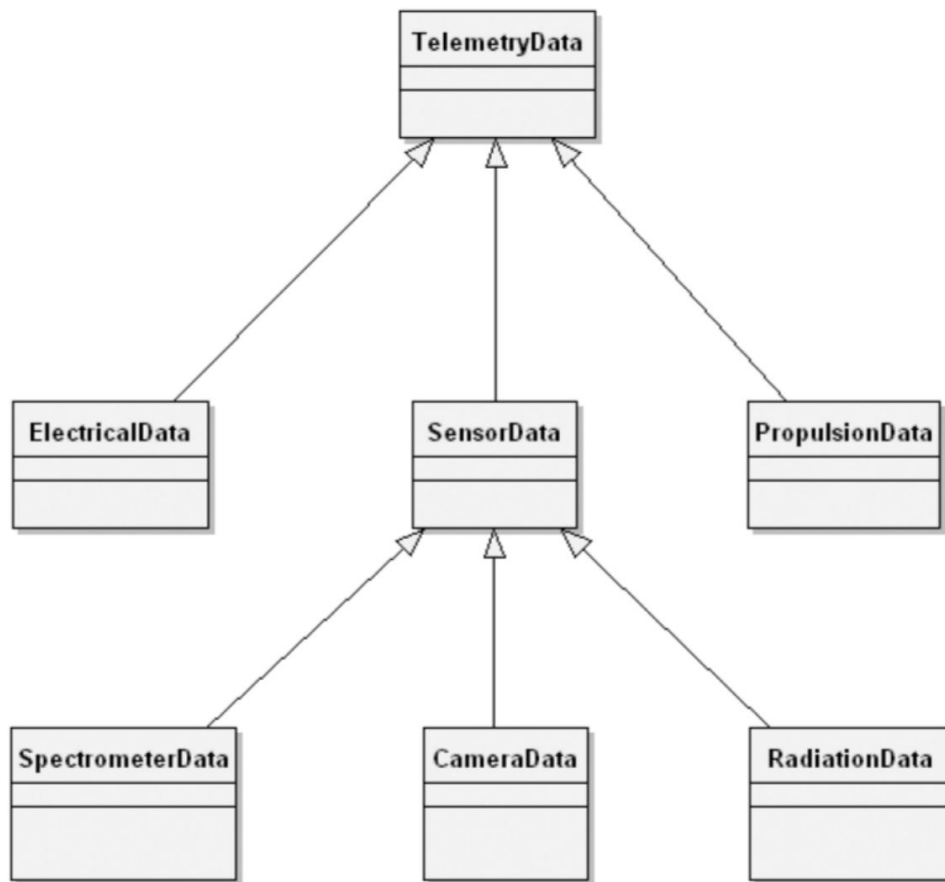 TelemetryData
ElectricalData
SensorData
PropulsionData
SpectrometerData
CameraData
RadiationData